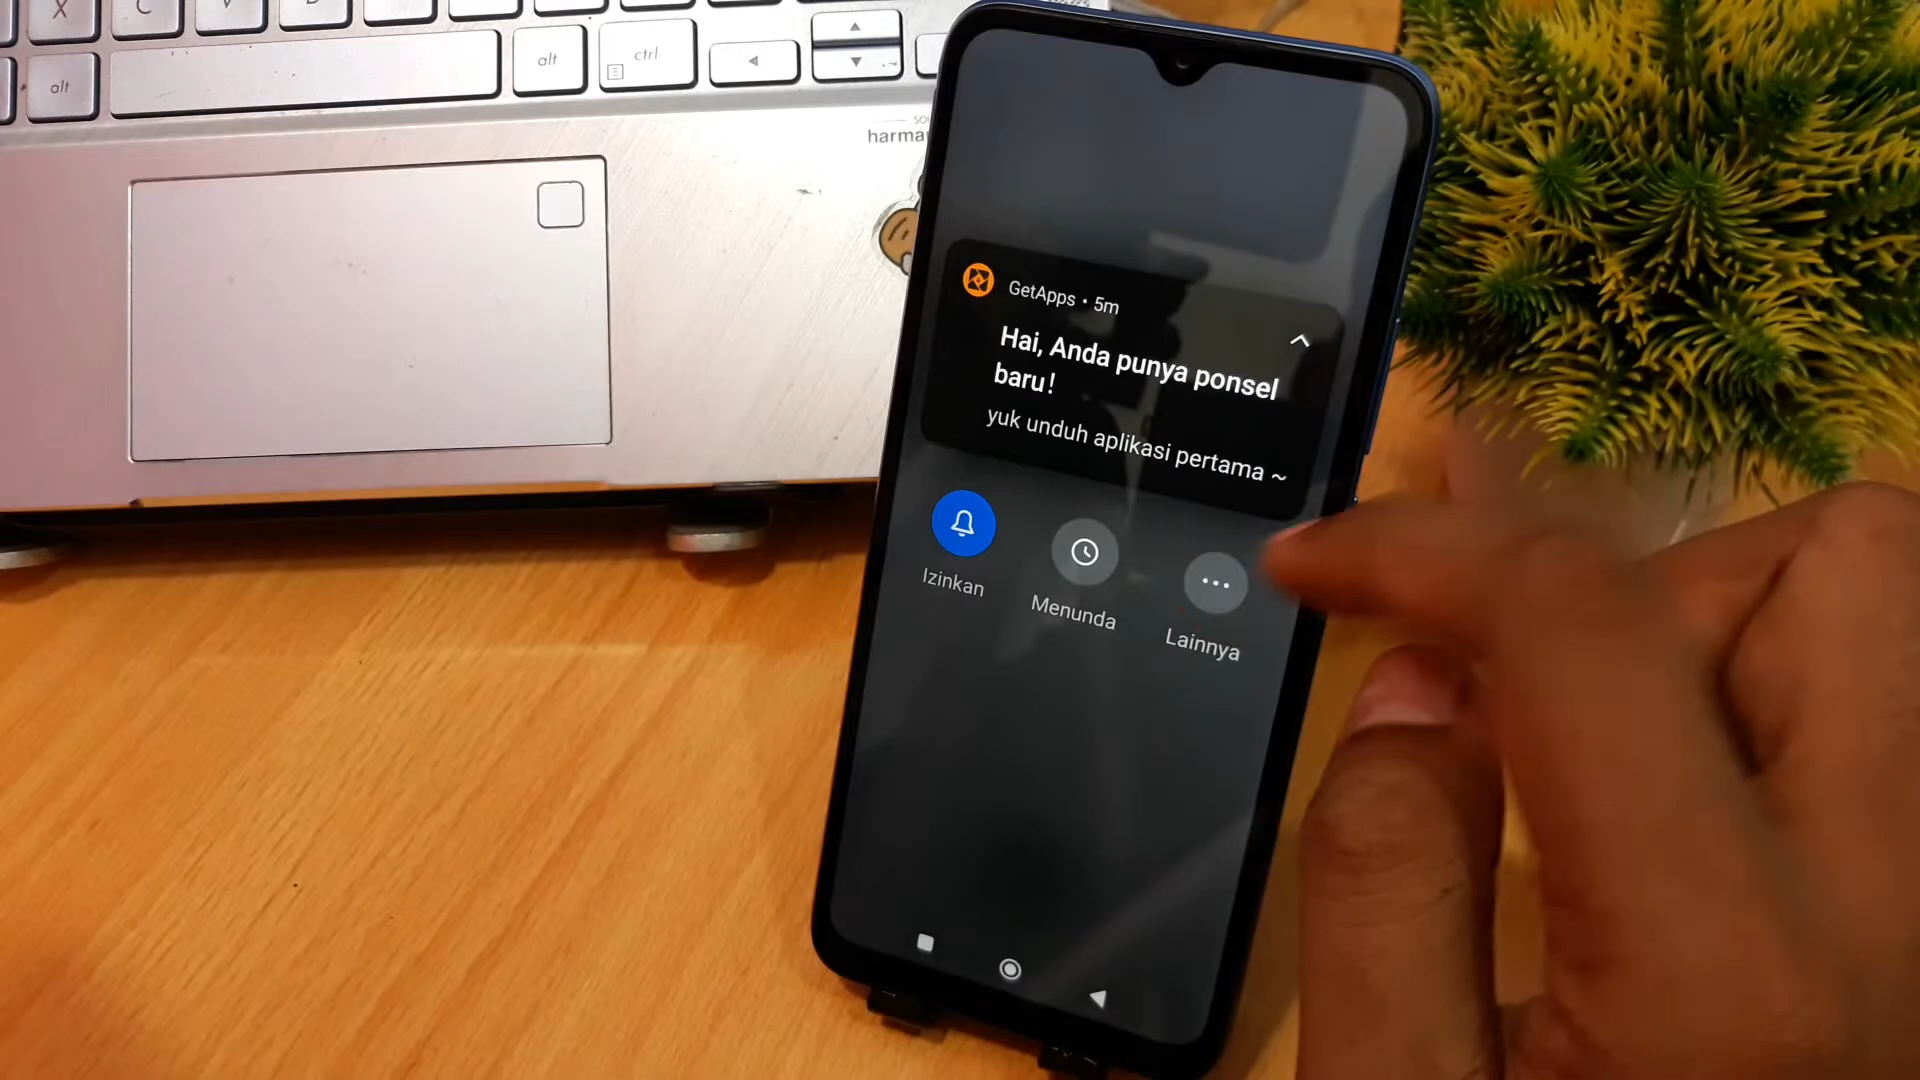 X
C
V
alt
alt
ctrl
harma
GetApps • 5m
Hai, Anda punya ponsel
baru!
yuk unduh aplikasi pertama ~
Izinkan
Menunda
Lainnya